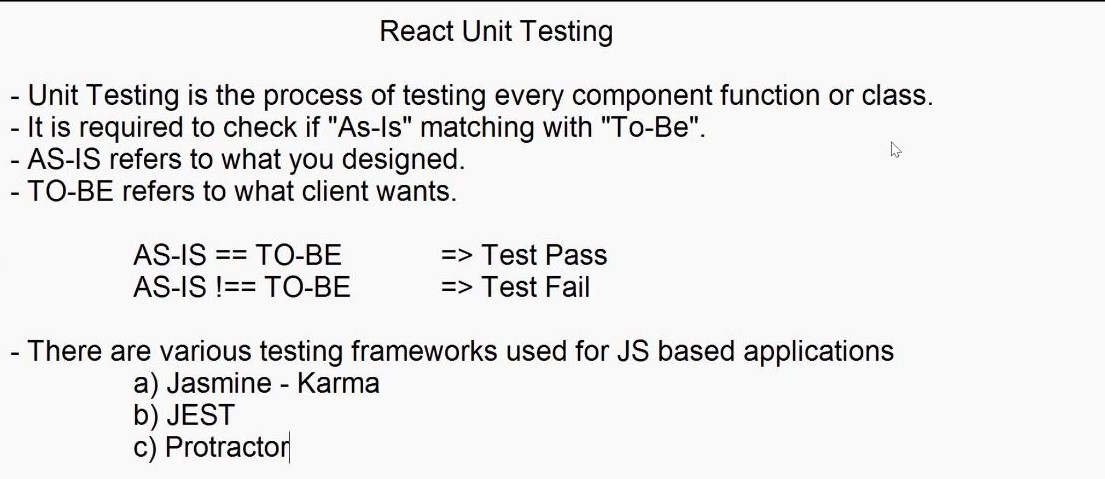 React Unit Testing
- Unit Testing is the process of testing every component function or class.
- It is required to check if "As-Is" matching with "To-Be".
- AS-IS refers to what you designed.
- TO-BE refers to what client wants.
AS-IS == TO-BE => Test Pass
AS-IS !== TO-BE => Test Fail
- There are various testing frameworks used for JS based applications
a) Jasmine - Karma
b) JEST
c) Protractor